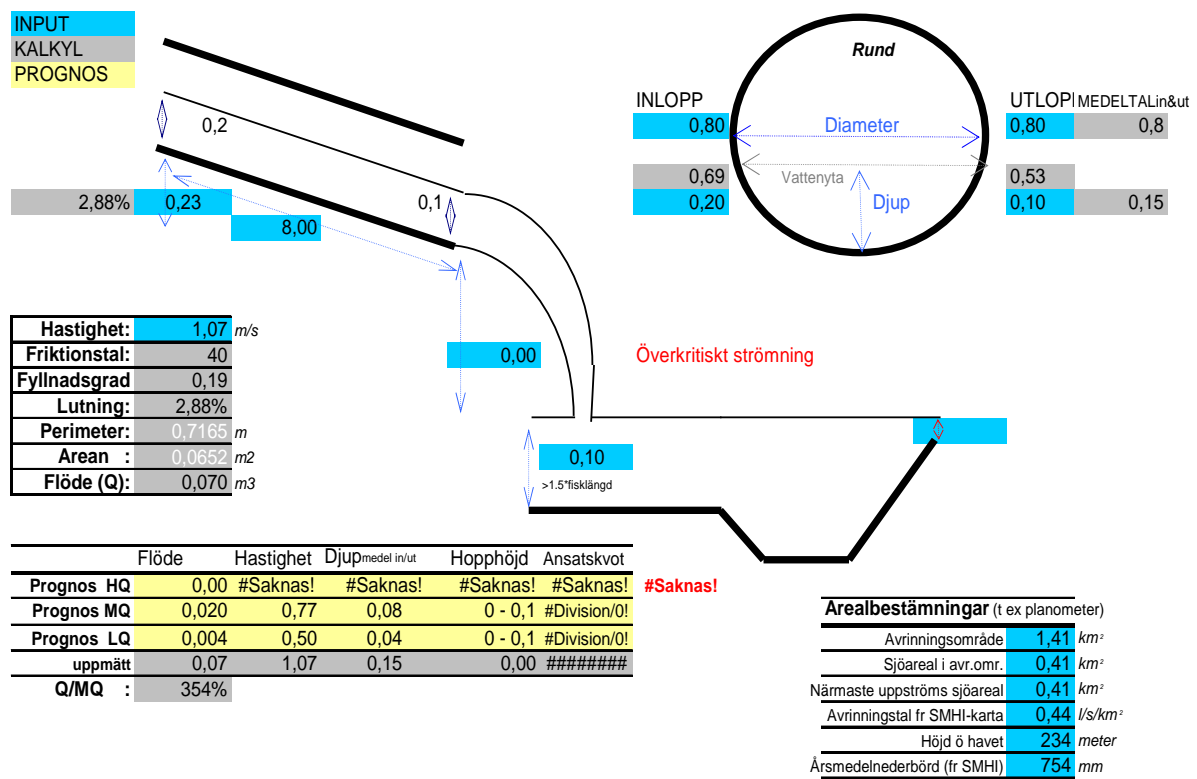 INPUT
KALKYL
PROGNOS
Rund
INLOPP
UTLOPI MEDELTALin&ut
0,80 Diameter 0,80 0,8
0,2
0,69 Vattenyta 0,53
2,88% 0,23 0,1 0,20 Djup 0,10 0,15
8,00
Hastighet: 1,07 m/s
Friktionstal: 40
Fyllnadsgrad 0,19
Lutning: 2,88%
Perimeter: 0,7165 m
Arean : 0,0652 m2
Flöde (Q): 0,070 m3
0,00 Överkritiskt strömning
0,10
>1.5*fisklängd
Flöde Hastighet Djup medel in/ut Hopphöjd Ansatskvot
Prognos HQ 0,00 #Saknas! #Saknas! #Saknas! #Saknas! #Saknas!
Prognos MQ 0,020 0,77 0,08 0 - 0,1 #Division/0!
Prognos LQ 0,004 0,50 0,04 0 - 0,1 #Division/0!
uppmätt 0,07 1,07 0,15 0,00 ########
Q/MQ : 354%
Arealbestämningar (t ex planometer)
Avrinningsområde 1,41 km²
Sjöareal i avr.omr. 0,41 km²
Närmaste uppströms sjöareal 0,41 km²
Avrinningstal fr SMHI-karta 0,44 l/s/km²
Höjd ö havet 234 meter
Årsmedelnederbörd (fr SMHI) 754 mm